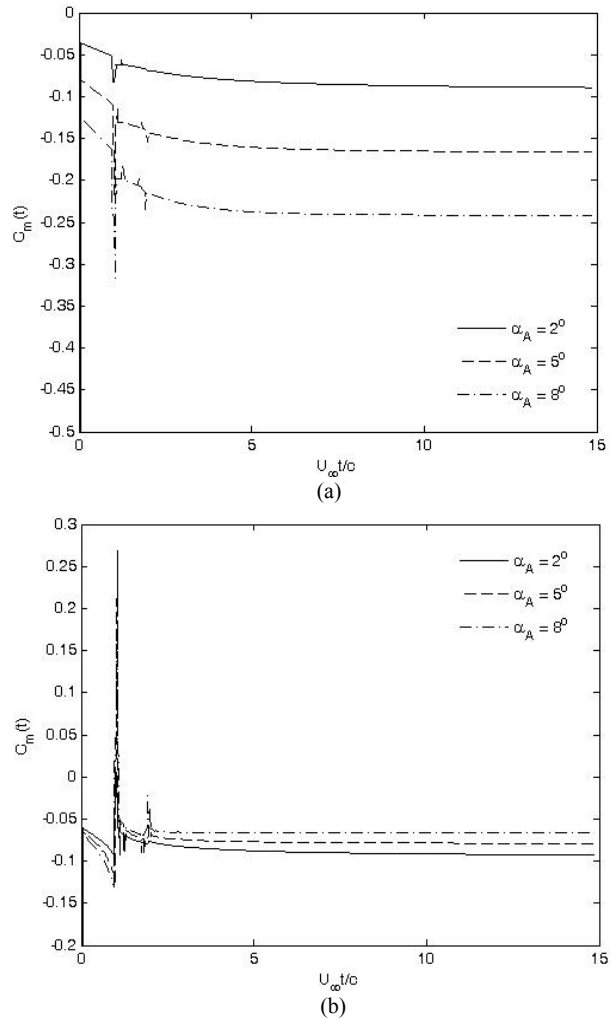 0
-0.05
-0.1
-0.15
-0.2
-0.25
-0.3
-0.35
-0.4
-0.45
-0.5
C_m(t)
α_A = 2°
α_A = 5°
α_A = 8°
0 5 10 15
U_∞t/c
(a)
0.3
0.25
0.2
0.15
0.1
0.05
0
-0.05
-0.1
-0.15
-0.2
C_m(t)
α_A = 2°
α_A = 5°
α_A = 8°
0 5 10 15
U_∞t/c
(b)